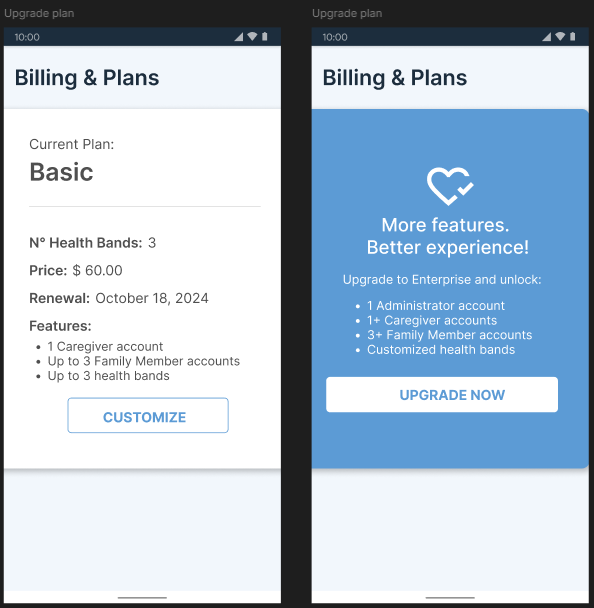 Upgrade plan
10:00
Billing & Plans
Current Plan:
Basic
N° Health Bands: 3
Price: $ 60.00
Renewal: October 18, 2024
Features:
• 1 Caregiver account
• Up to 3 Family Member accounts
• Up to 3 health bands
CUSTOMIZE
Upgrade plan
10:00
Billing & Plans
More features.
Better experience!
Upgrade to Enterprise and unlock:
• 1 Administrator account
• 1+ Caregiver accounts
• 3+ Family Member accounts
• Customized health bands
UPGRADE NOW